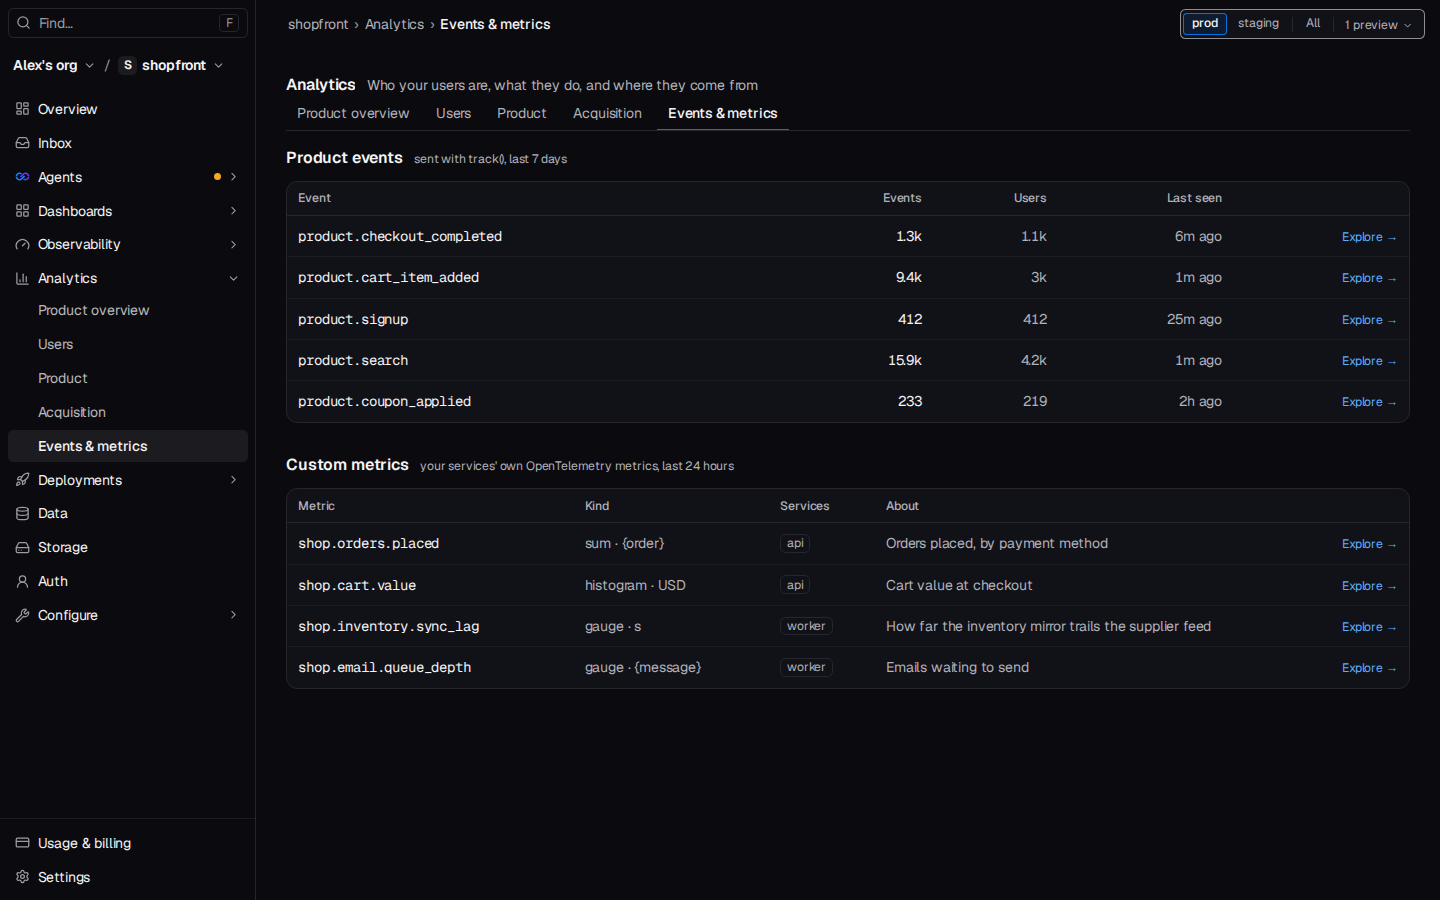 Find...
F
Alex's org / S shopfront
Overview
Inbox
Agents
Dashboards
Observability
Analytics
Product overview
Users
Product
Acquisition
Events & metrics
Deployments
Data
Storage
Auth
Configure
Usage & billing
Settings
shopfront › Analytics › Events & metrics
prod staging All 1 preview
Analytics Who your users are, what they do, and where they come from
Product overview Users Product Acquisition Events & metrics
Product events sent with track(), last 7 days
Event Events Users Last seen
product.checkout_completed 1.3k 1.1k 6m ago Explore →
product.cart_item_added 9.4k 3k 1m ago Explore →
product.signup 412 412 25m ago Explore →
product.search 15.9k 4.2k 1m ago Explore →
product.coupon_applied 233 219 2h ago Explore →
Custom metrics your services' own OpenTelemetry metrics, last 24 hours
Metric Kind Services About
shop.orders.placed sum · {order} api Orders placed, by payment method Explore →
shop.cart.value histogram · USD api Cart value at checkout Explore →
shop.inventory.sync_lag gauge · s worker How far the inventory mirror trails the supplier feed Explore →
shop.email.queue_depth gauge · {message} worker Emails waiting to send Explore →